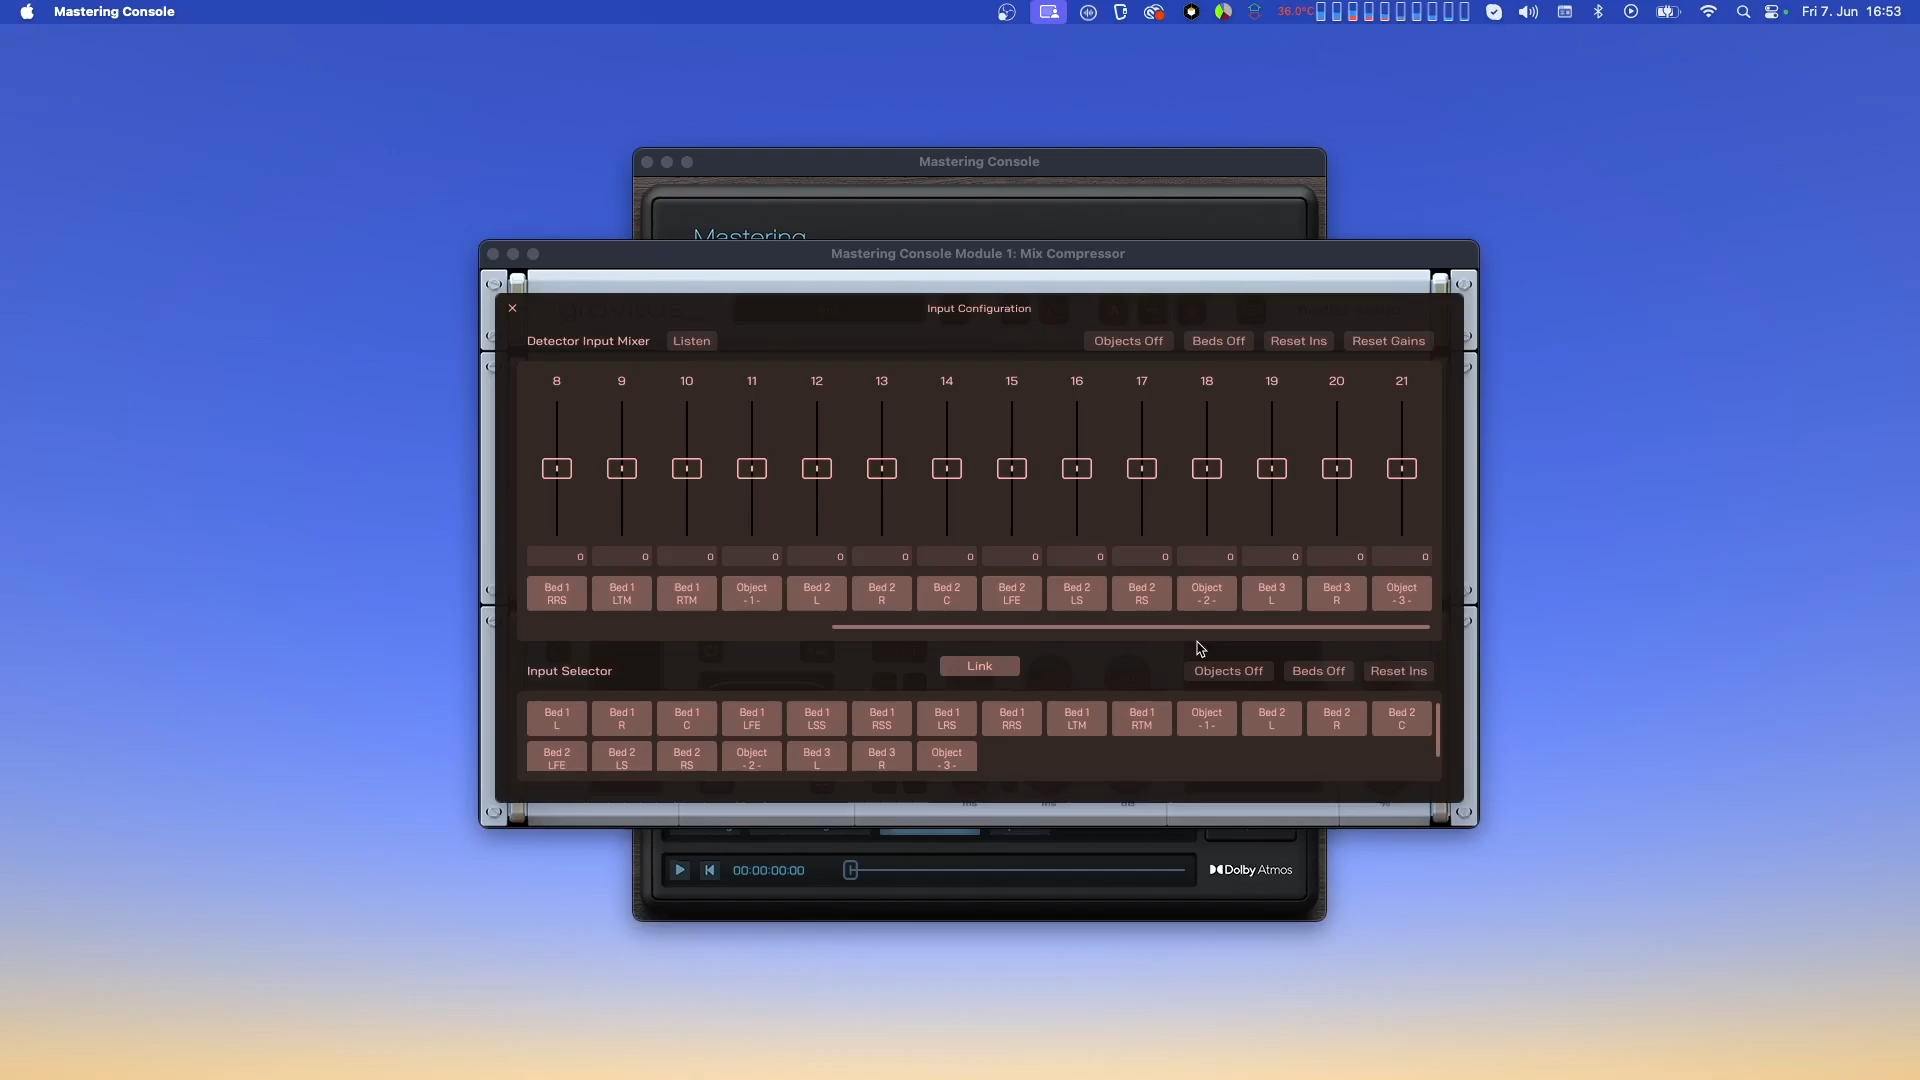 Mastering Console
36.0°C
Fri 7. Jun 16:53
Mastering Console
Mastering
Mastering Console Module 1: Mix Compressor
Input Configuration
Detector Input Mixer Listen Objects Off Beds Off Reset Ins Reset Gains
8 9 10 11 12 13 14 15 16 17 18 19 20 21
0 0 0 0 0 0 0 0 0 0 0 0 0 0
Bed 1 Bed 1 Bed 1 Object Bed 2 Bed 2 Bed 2 Bed 2 Bed 2 Bed 2 Object Bed 3 Bed 3 Object
RRS LTM RTM - 1 - L R C LFE LS RS - 2 - L R - 3 -
Input Selector Link Objects Off Beds Off Reset Ins
Bed 1 Bed 1 Bed 1 Bed 1 Bed 1 Bed 1 Bed 1 Bed 1 Bed 1 Bed 1 Object Bed 2 Bed 2 Bed 2
L R C LFE LSS RSS LRS RRS LTM RTM - 1 - L R C
Bed 2 Bed 2 Bed 2 Object Bed 3 Bed 3 Object
LFE LS RS - 2 - L R - 3 -
ms ms dB %
00:00:00:00 Dolby Atmos